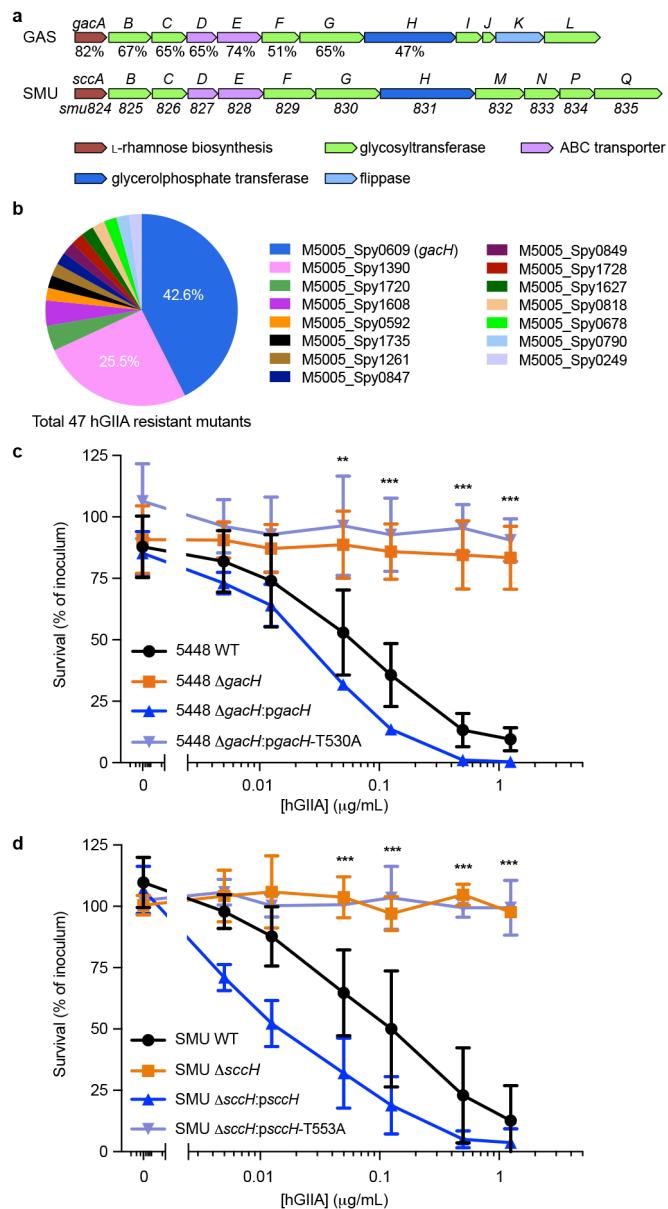 a
gacA B C D E F G H I J K L
GAS
82% 67% 65% 65% 74% 51% 65% 47%
sccA B C D E F G H M N P Q
SMU
smu824 825 826 827 828 829 830 831 832 833 834 835
L-rhamnose biosynthesis glycosyltransferase ABC transporter
glycerolphosphate transferase flippase
b
42.6%
25.5%
Total 47 hGIIA resistant mutants
M5005_Spy0609 (gacH)
M5005_Spy1390
M5005_Spy1720
M5005_Spy1608
M5005_Spy0592
M5005_Spy1735
M5005_Spy1261
M5005_Spy0847
M5005_Spy0849
M5005_Spy1728
M5005_Spy1627
M5005_Spy0818
M5005_Spy0678
M5005_Spy0790
M5005_Spy0249
c
Survival (% of inoculum)
125
100
75
50
25
0
** *** *** ***
5448 WT
5448 ΔgacH
5448 ΔgacH:pgacH
5448 ΔgacH:pgacH-T530A
0 0.01 0.1 1
[hGIIA] (μg/mL)
d
Survival (% of inoculum)
125
100
75
50
25
0
*** *** *** ***
SMU WT
SMU ΔsccH
SMU ΔsccH:psccH
SMU ΔsccH:psccH-T553A
0 0.01 0.1 1
[hGIIA] (μg/mL)